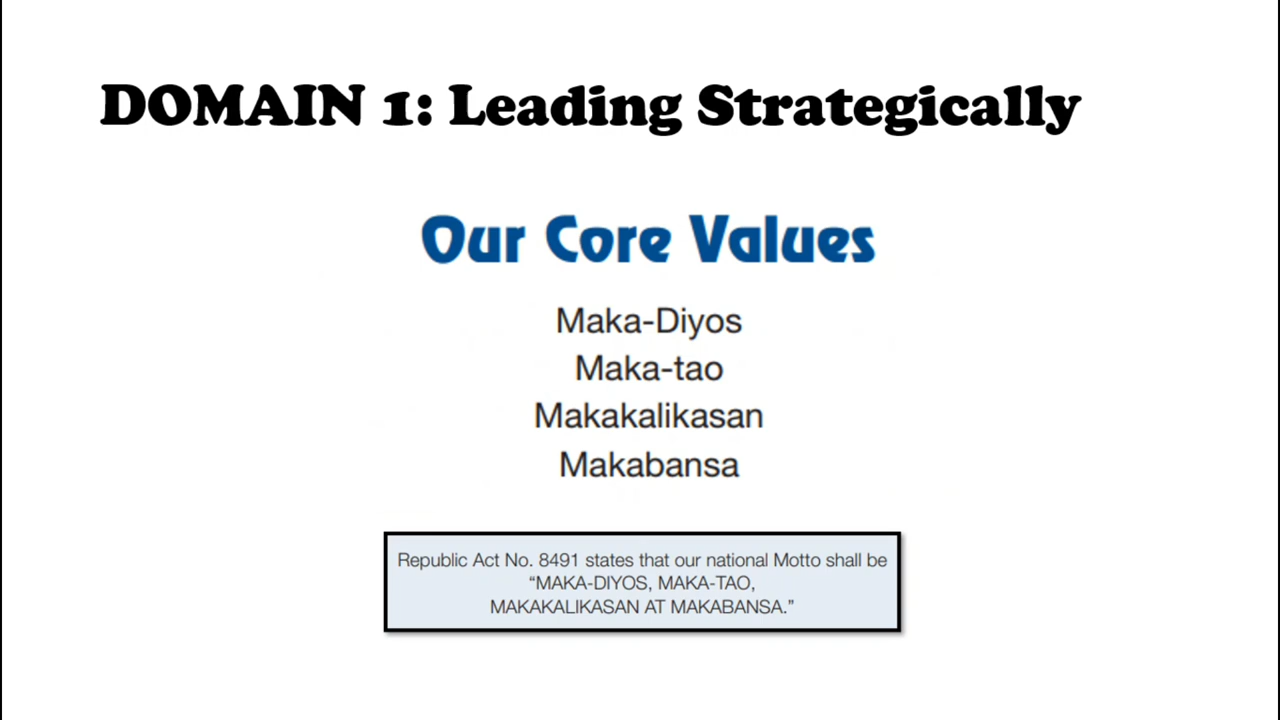 DOMAIN 1: Leading Strategically
Our Core Values
Maka-Diyos
Maka-tao
Makakalikasan
Makabansa
Republic Act No. 8491 states that our national Motto shall be
“MAKA-DIYOS, MAKA-TAO,
MAKAKALIKASAN AT MAKABANSA.”